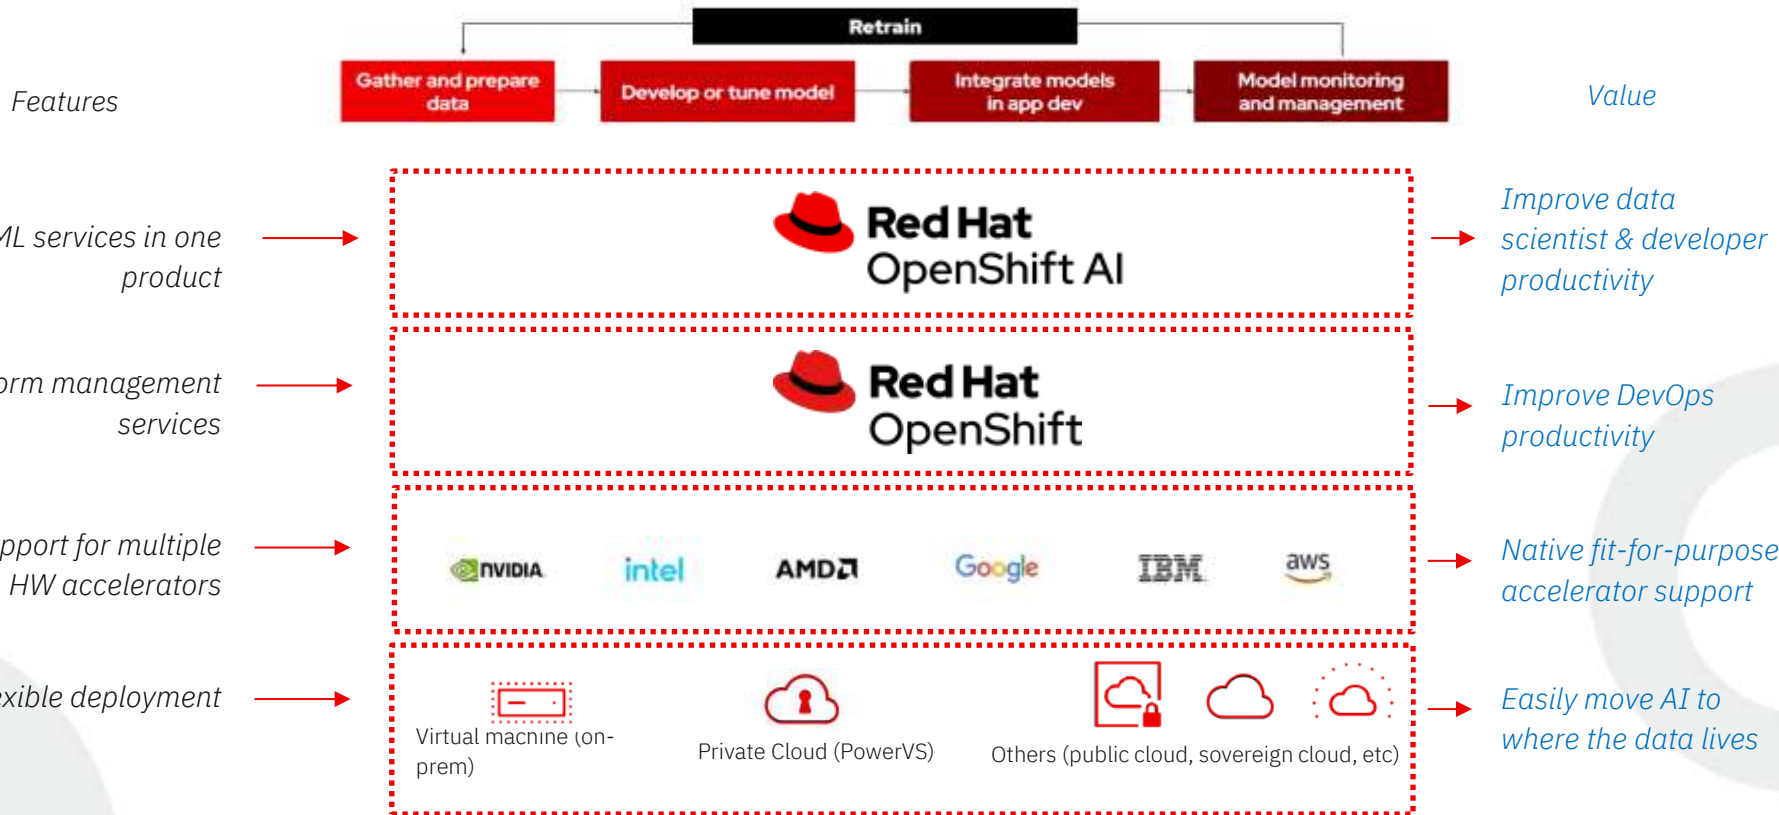 Retrain
Gather and prepare
data
Develop or tune model
Integrate models
in app dev
Model monitoring
and management
Features
Value
ML services in one
product
Red Hat
OpenShift AI
Improve data
scientist & developer
productivity
management
services
Red Hat
OpenShift
Improve DevOps
productivity
for multiple
HW accelerators
NVIDIA
intel
AMD
Google
IBM
aws
Native fit-for-purpose
accelerator support
deployment
Virtual machine (on-
prem)
Private Cloud (PowerVS)
Others (public cloud, sovereign cloud, etc)
Easily move AI to
where the data lives